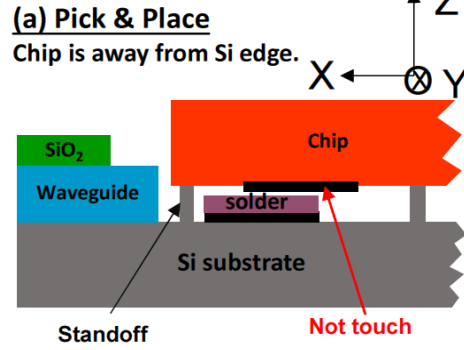 (a) Pick & Place
Chip is away from Si edge.
Z
X
Y
Chip
SiO2
Waveguide
solder
Si substrate
Standoff
Not touch